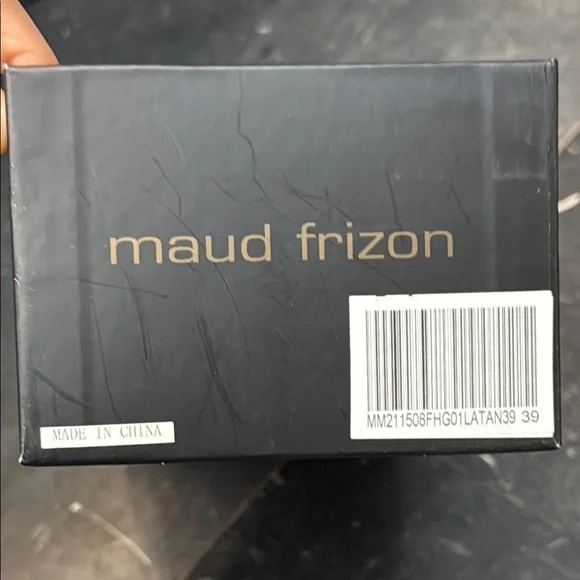 maud frizon
MM211508FHG01LATAN39 39
MADE IN CHINA